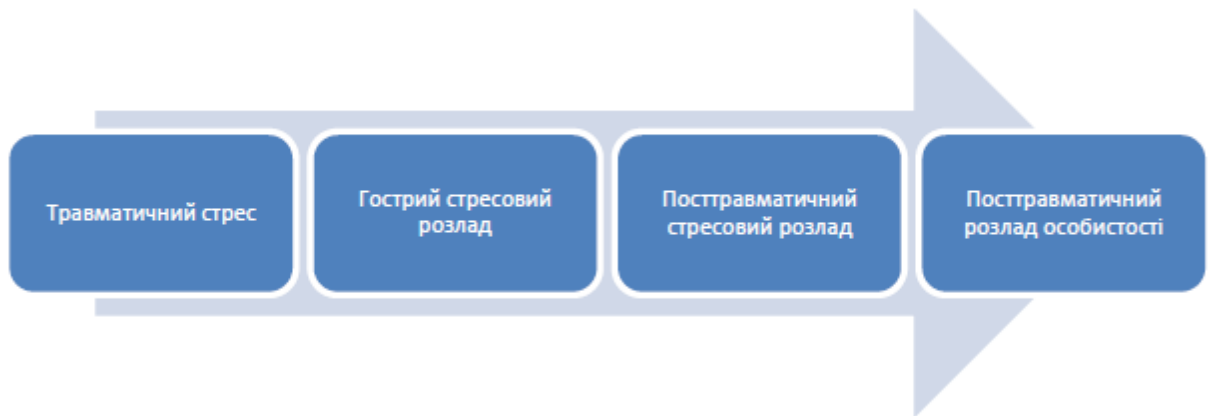 Травматичний стрес
Гострий стресовий
розлад
Посттравматичний
стресовий розлад
Посттравматичний
розлад особистості